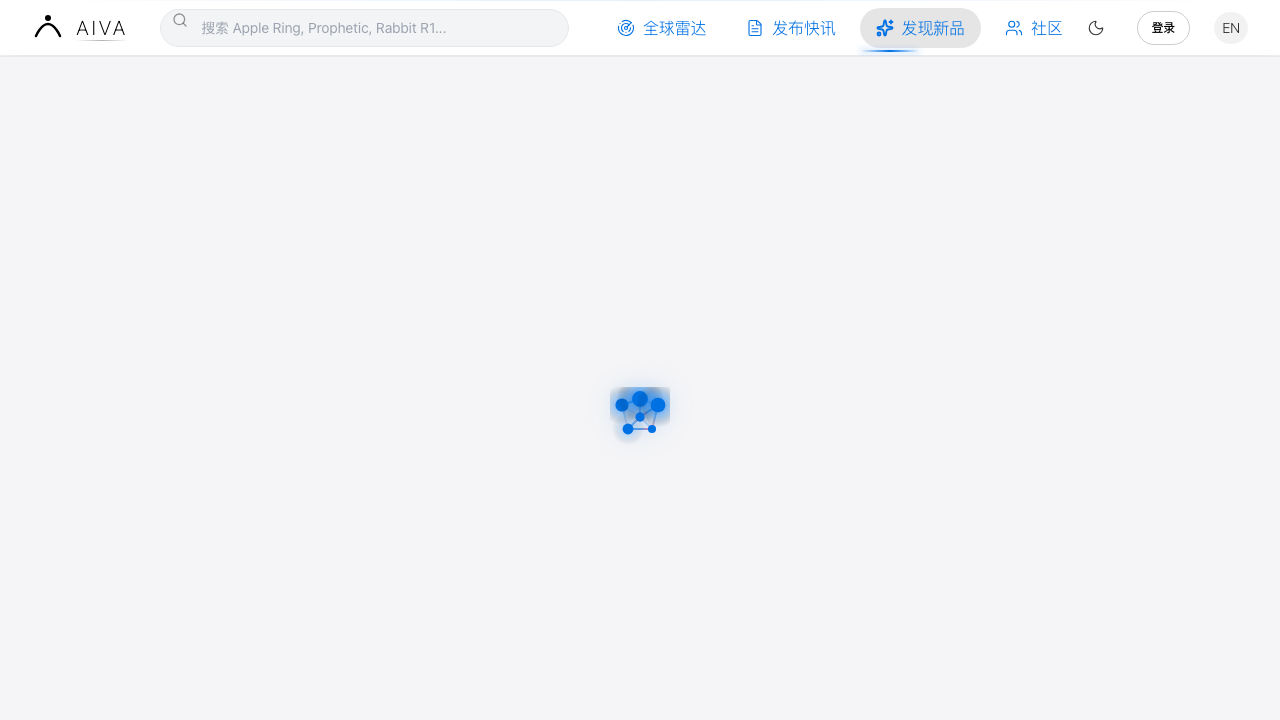 AIVA
搜索 Apple Ring, Prophetic, Rabbit R1...
全球雷达
发布快讯
发现新品
社区
登录
EN